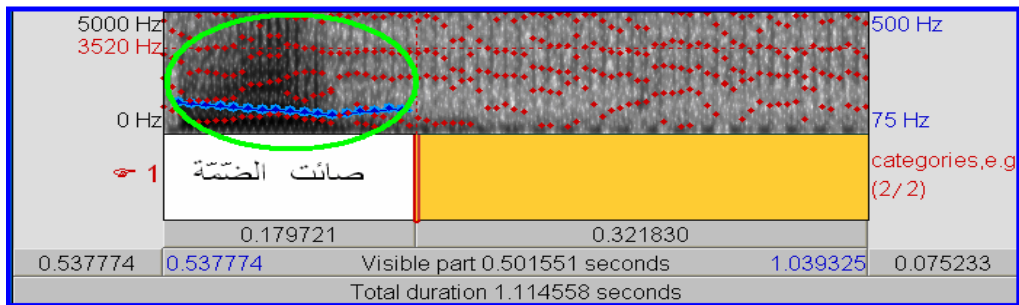 5000 Hz
500 Hz
3520 Hz
0 Hz
75 Hz
☞ 1
صائت الضمّمّة
categories,e.g
(2/2)
0.179721
0.321830
0.537774
0.537774
Visible part 0.501551 seconds
1.039325
0.075233
Total duration 1.114558 seconds